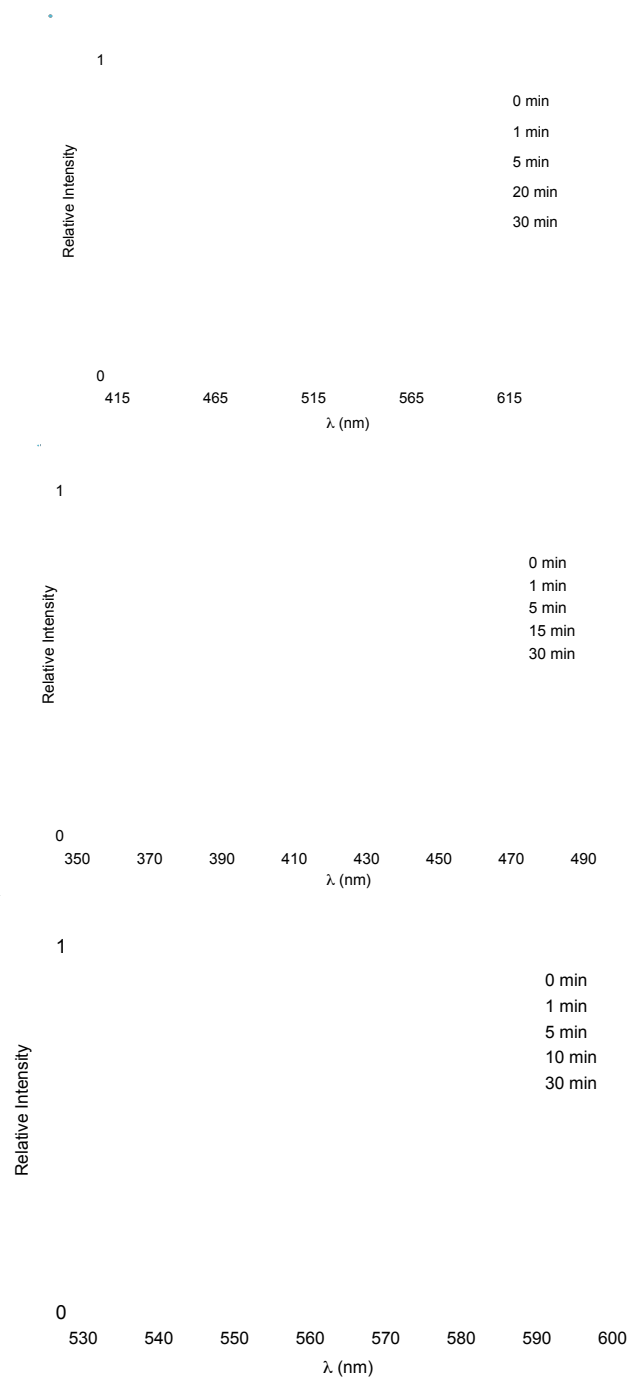 1
0 min
1 min
5 min
20 min
30 min
Relative Intensity
0
415 465 515 565 615
λ (nm)
1
0 min
1 min
5 min
15 min
30 min
Relative Intensity
0
350 370 390 410 430 450 470 490
λ (nm)
1
0 min
1 min
5 min
10 min
30 min
Relative Intensity
0
530 540 550 560 570 580 590 600
λ (nm)